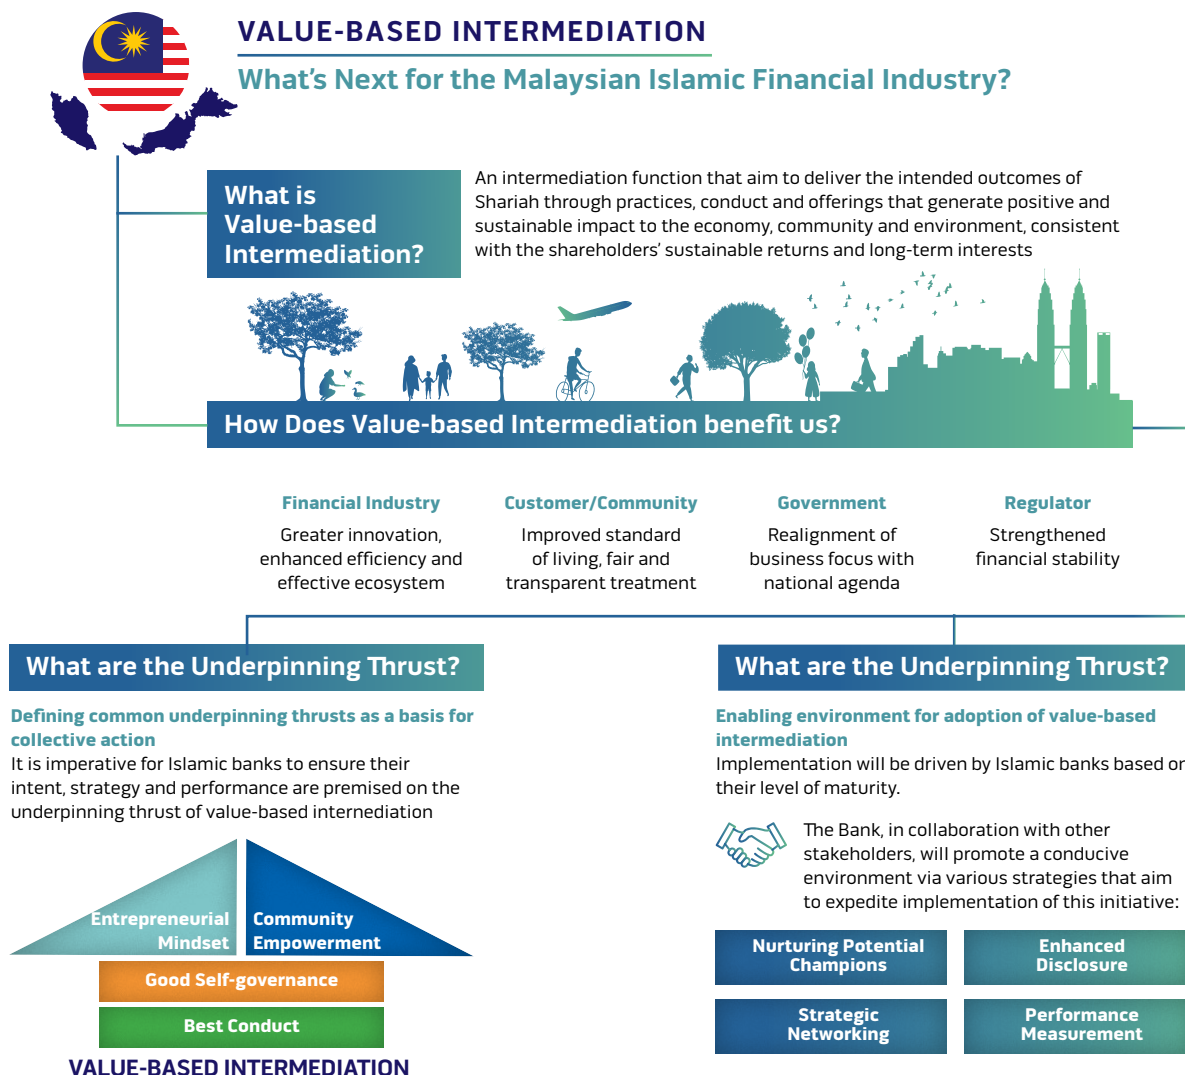 VALUE-BASED INTERMEDIATION
What's Next for the Malaysian Islamic Financial Industry?
What is
Value-based
Intermediation?
An intermediation function that aim to deliver the intended outcomes of
Shariah through practices, conduct and offerings that generate positive and
sustainable impact to the economy, community and environment, consistent
with the shareholders' sustainable returns and long-term interests
How Does Value-based Intermediation benefit us?
Financial Industry
Greater innovation,
enhanced efficiency and
effective ecosystem
Customer/Community
Improved standard
of living, fair and
transparent treatment
Government
Realignment of
business focus with
national agenda
Regulator
Strengthened
financial stability
What are the Underpinning Thrust?
Defining common underpinning thrusts as a basis for
collective action
It is imperative for Islamic banks to ensure their
intent, strategy and performance are premised on the
underpinning thrust of value-based internediation
Entrepreneurial
Mindset
Community
Empowerment
Good Self-governance
Best Conduct
VALUE-BASED INTERMEDIATION
What are the Underpinning Thrust?
Enabling environment for adoption of value-based
intermediation
Implementation will be driven by Islamic banks based on
their level of maturity.
The Bank, in collaboration with other
stakeholders, will promote a conducive
environment via various strategies that aim
to expedite implementation of this initiative:
Nurturing Potential
Champions
Enhanced
Disclosure
Strategic
Networking
Performance
Measurement